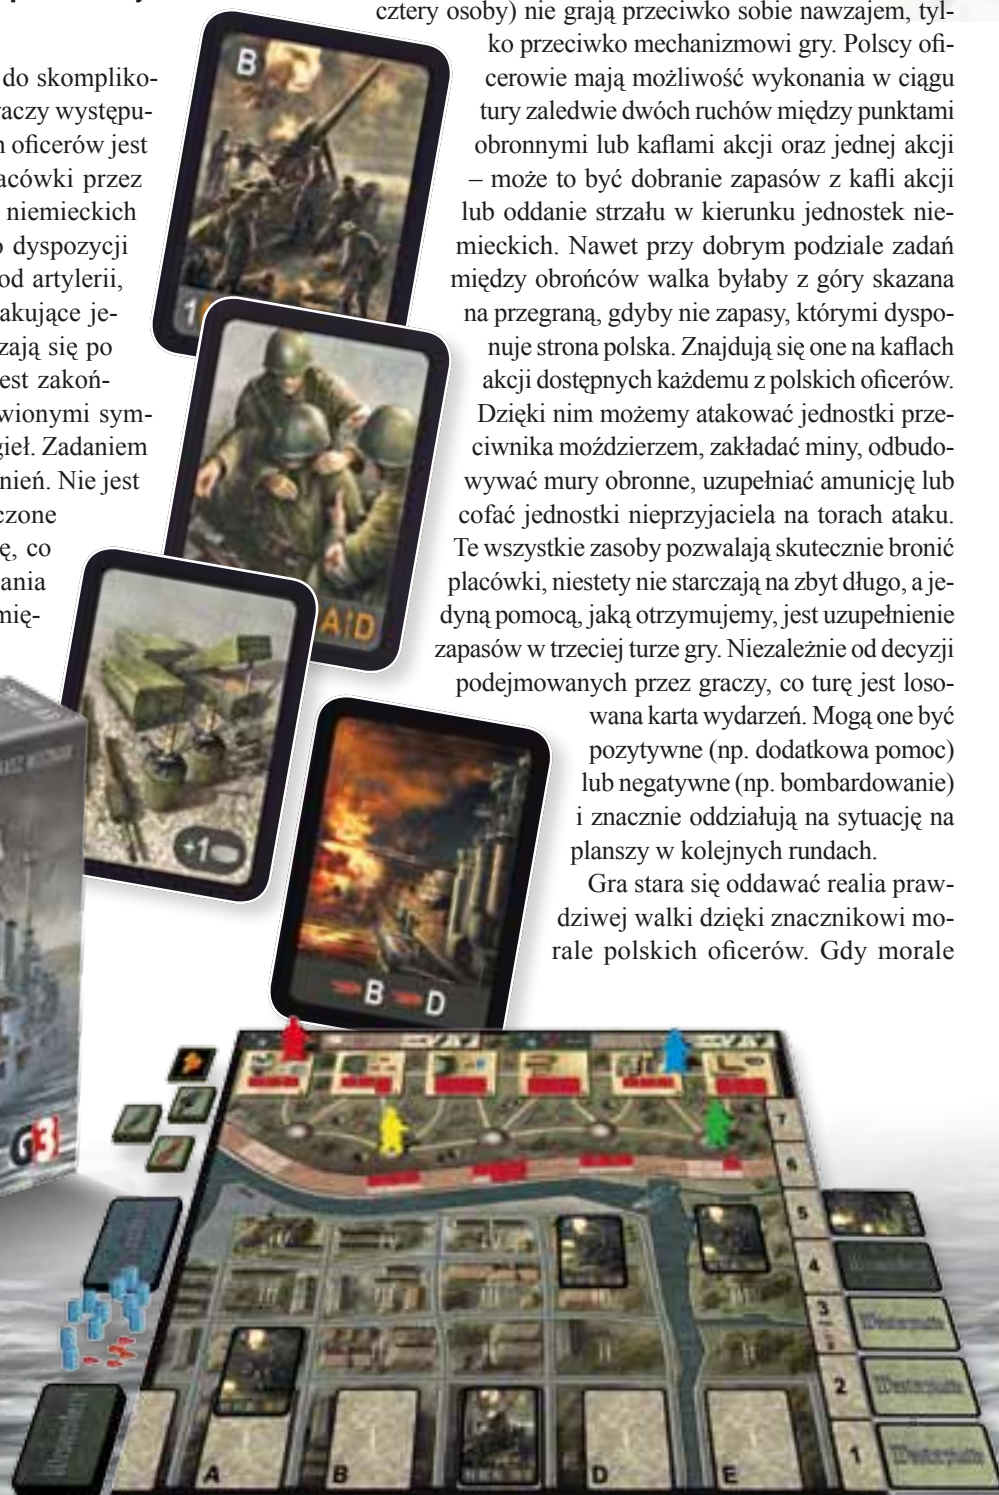 do skompliko-
raczy występu-
oficerów jest
acówki przez
niemieckich
dyspozycji
od artylerii,
akujące je-
zają się po
est zakoń-
wionymi sym-
gieł. Zadaniem
nień. Nie jest
czone
ę, co
ania
mię-
cztery osoby) nie grają przeciwko sobie nawzajem, tyl-
ko przeciwko mechanizmowi gry. Polscy ofi-
cerowie mają możliwość wykonania w ciągu
tury zaledwie dwóch ruchów między punktami
obronnymi lub kaflami akcji oraz jednej akcji
– może to być dobranie zapasów z kafli akcji
lub oddanie strzału w kierunku jednostek nie-
mieckich. Nawet przy dobrym podziale zadań
między obrońców walka byłaby z góry skazana
na przegraną, gdyby nie zapasy, którymi dyspo-
nuje strona polska. Znajdują się one na kaflach
akcji dostępnych każdemu z polskich oficerów.
Dzięki nim możemy atakować jednostki prze-
ciwnika moździerzem, zakładać miny, odbudo-
wywać mury obronne, uzupełniać amunicję lub
cofać jednostki nieprzyjaciela na torach ataku.
Te wszystkie zasoby pozwalają skutecznie bronić
placówki, niestety nie starczają na zbyt długo, a je-
dyną pomocą, jaką otrzymujemy, jest uzupełnienie
zapasów w trzeciej turze gry. Niezależnie od decyzji
podejmowanych przez graczy, co turę jest loso-
wana karta wydarzeń. Mogą one być
pozytywne (np. dodatkowa pomoc)
lub negatywne (np. bombardowanie)
i znacznie oddziałują na sytuację na
planszy w kolejnych rundach.
Gra stara się oddawać realia praw-
dziwej walki dzięki znacznikowi mo-
rale polskich oficerów. Gdy morale
B
1
A↑D
+1
B D
G3
7
6
5
4
3
2
1
Westerplatte
Westerplatte
Westerplatte
A
B
D
E